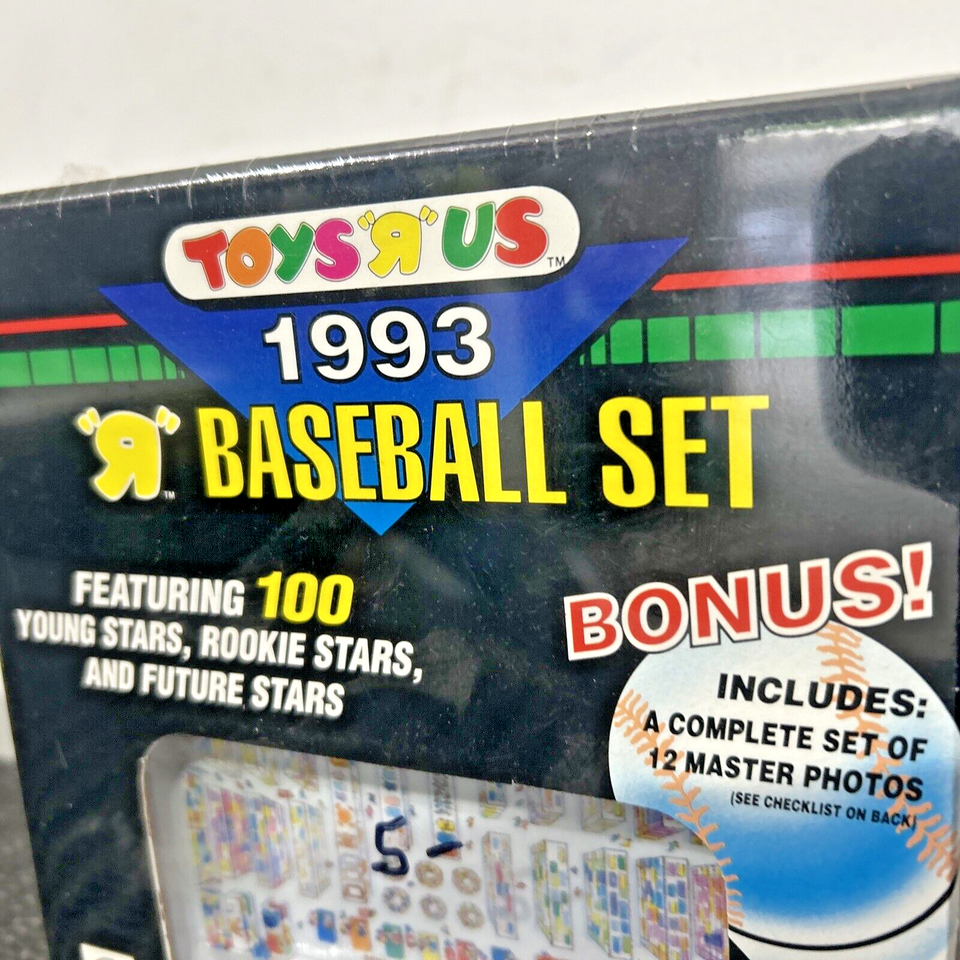 TOYS "Я" US TM
1993
"Я" TM BASEBALL SET
FEATURING 100
YOUNG STARS, ROOKIE STARS,
AND FUTURE STARS
BONUS!
INCLUDES:
A COMPLETE SET OF
12 MASTER PHOTOS
(SEE CHECKLIST ON BACK)
5-